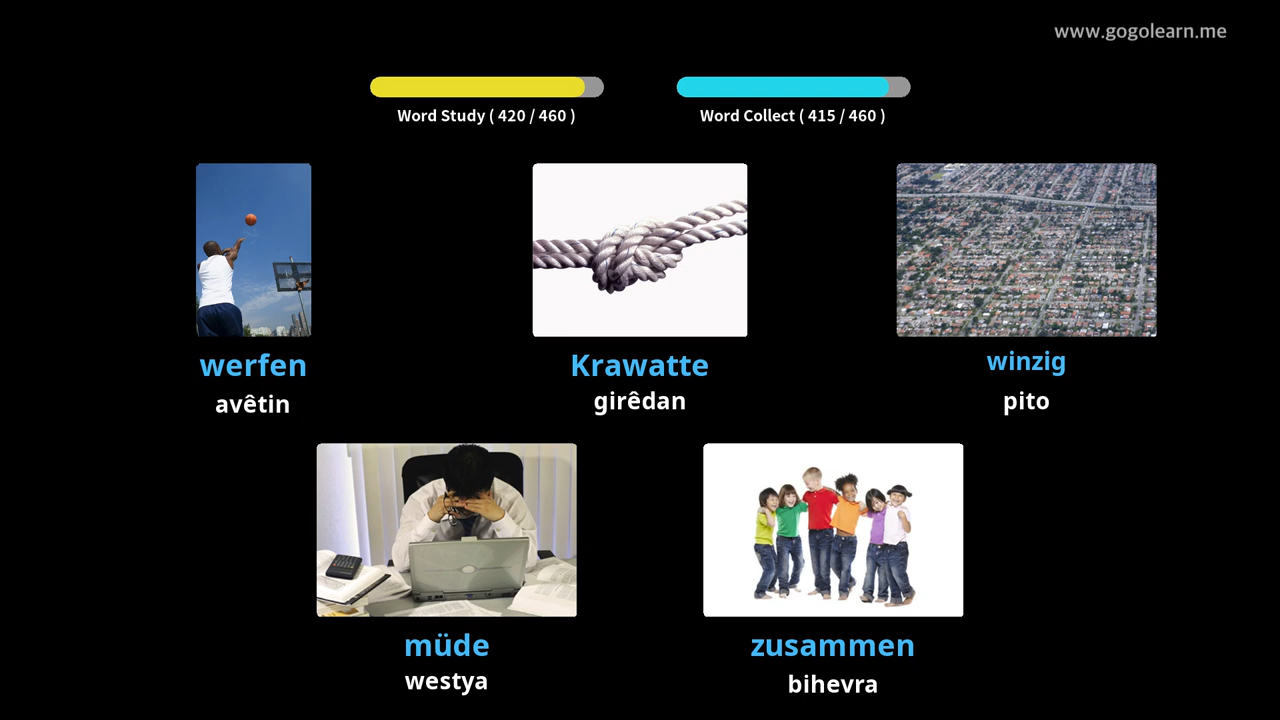 www.gogolearn.me
Word Study ( 420 / 460 )
Word Collect ( 415 / 460 )
werfen
avêtin
Krawatte
girêdan
winzig
pito
müde
westya
zusammen
bihevra